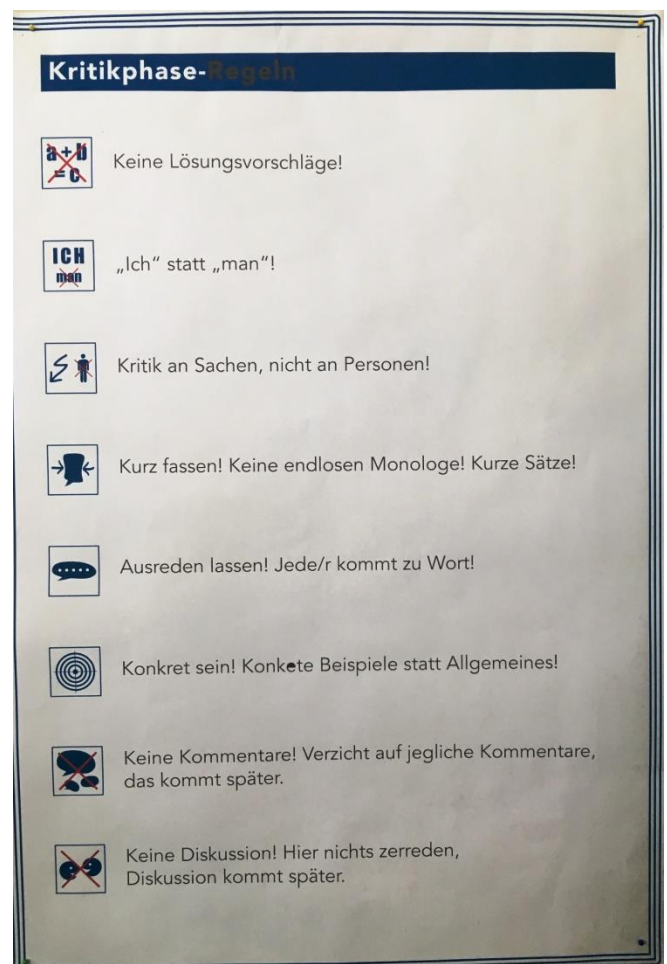 Kritikphase-Regeln
a+b
= c
Keine Lösungsvorschläge!
ICH
man
„Ich“ statt „man“!
Kritik an Sachen, nicht an Personen!
Kurz fassen! Keine endlosen Monologe! Kurze Sätze!
Ausreden lassen! Jede/r kommt zu Wort!
Konkret sein! Konkete Beispiele statt Allgemeines!
Keine Kommentare! Verzicht auf jegliche Kommentare,
das kommt später.
Keine Diskussion! Hier nichts zerreden,
Diskussion kommt später.